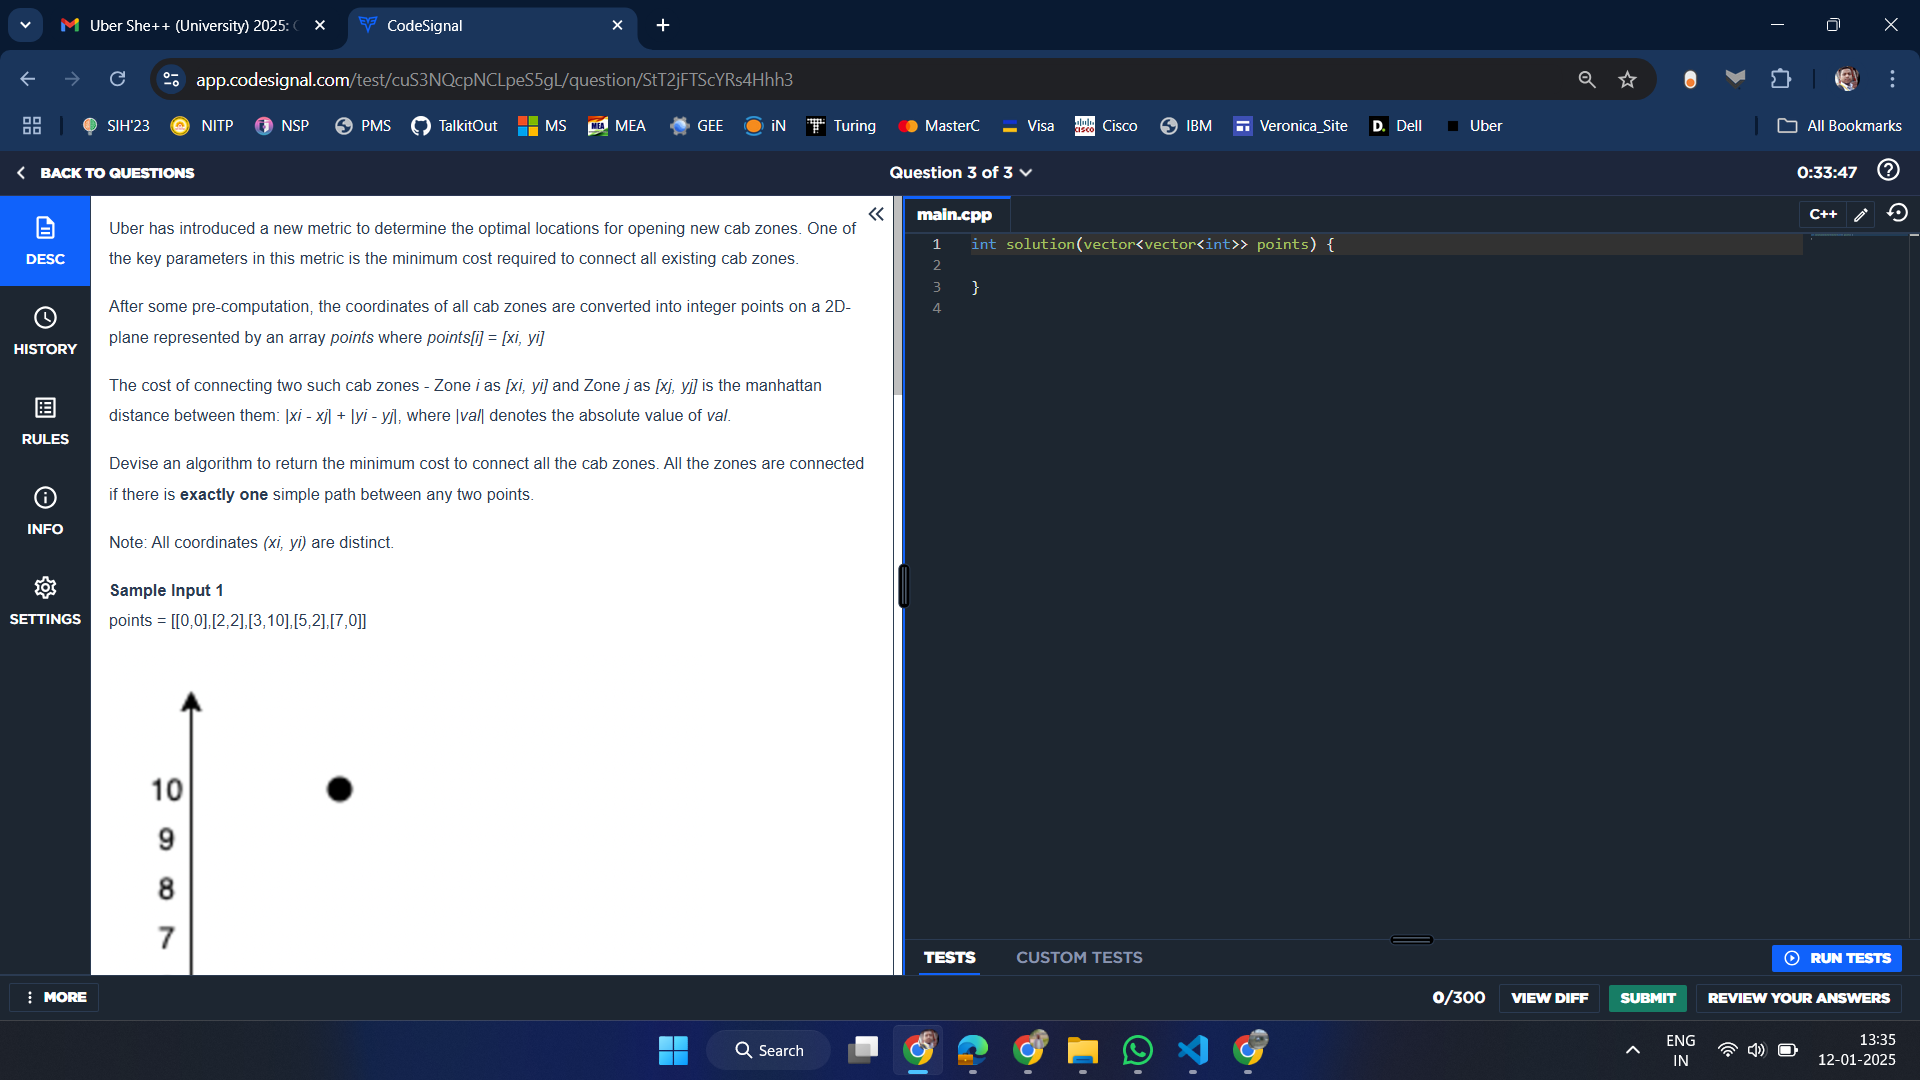 Uber She++ (University) 2025:
CodeSignal
app.codesignal.com/test/cuS3NQcpNCLpeS5gL/question/StT2jFTScYRs4Hhh3
SIH'23 NITP NSP PMS TalkitOut MS MEA GEE iN Turing MasterC Visa Cisco IBM Veronica_Site Dell Uber All Bookmarks
BACK TO QUESTIONS
Question 3 of 3
0:33:47
DESC
HISTORY
RULES
INFO
SETTINGS
Uber has introduced a new metric to determine the optimal locations for opening new cab zones. One of
the key parameters in this metric is the minimum cost required to connect all existing cab zones.
After some pre-computation, the coordinates of all cab zones are converted into integer points on a 2D-
plane represented by an array points where points[i] = [xi, yi]
The cost of connecting two such cab zones - Zone i as [xi, yi] and Zone j as [xj, yj] is the manhattan
distance between them: |xi - xj| + |yi - yj|, where |val| denotes the absolute value of val.
Devise an algorithm to return the minimum cost to connect all the cab zones. All the zones are connected
if there is exactly one simple path between any two points.
Note: All coordinates (xi, yi) are distinct.
Sample Input 1
points = [[0,0],[2,2],[3,10],[5,2],[7,0]]
10
9
8
7
main.cpp
C++
1 int solution(vector<vector<int>> points) {
2
3 }
4
TESTS
CUSTOM TESTS
RUN TESTS
MORE
0/300
VIEW DIFF
SUBMIT
REVIEW YOUR ANSWERS
Search
ENG
IN
13:35
12-01-2025